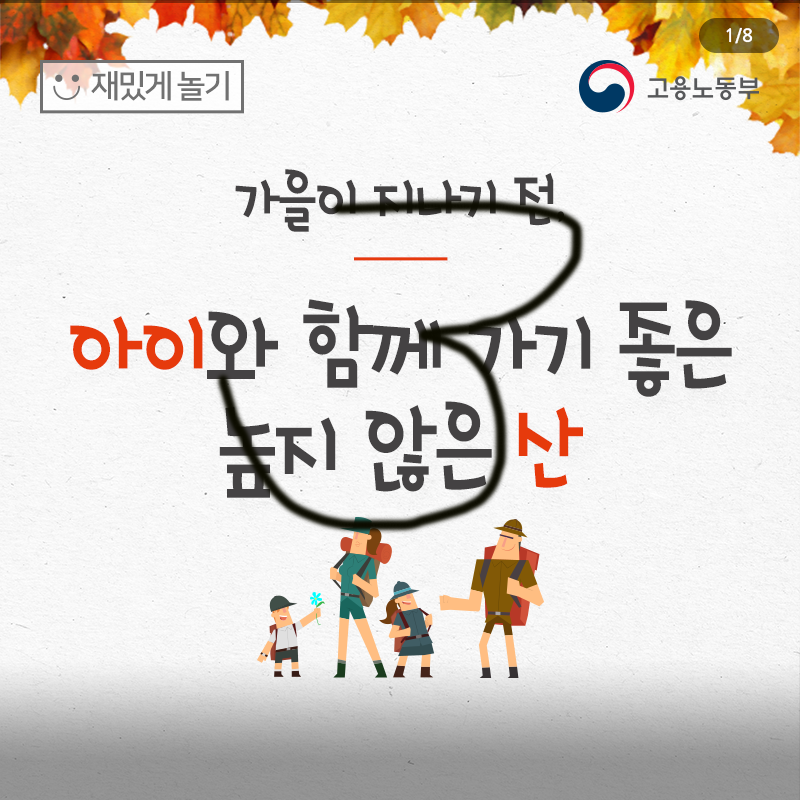 1/8
재밌게 놀기
고용노동부
가을이 지나기 전
아이와 함께 가기 좋은
높지 않은 산
3